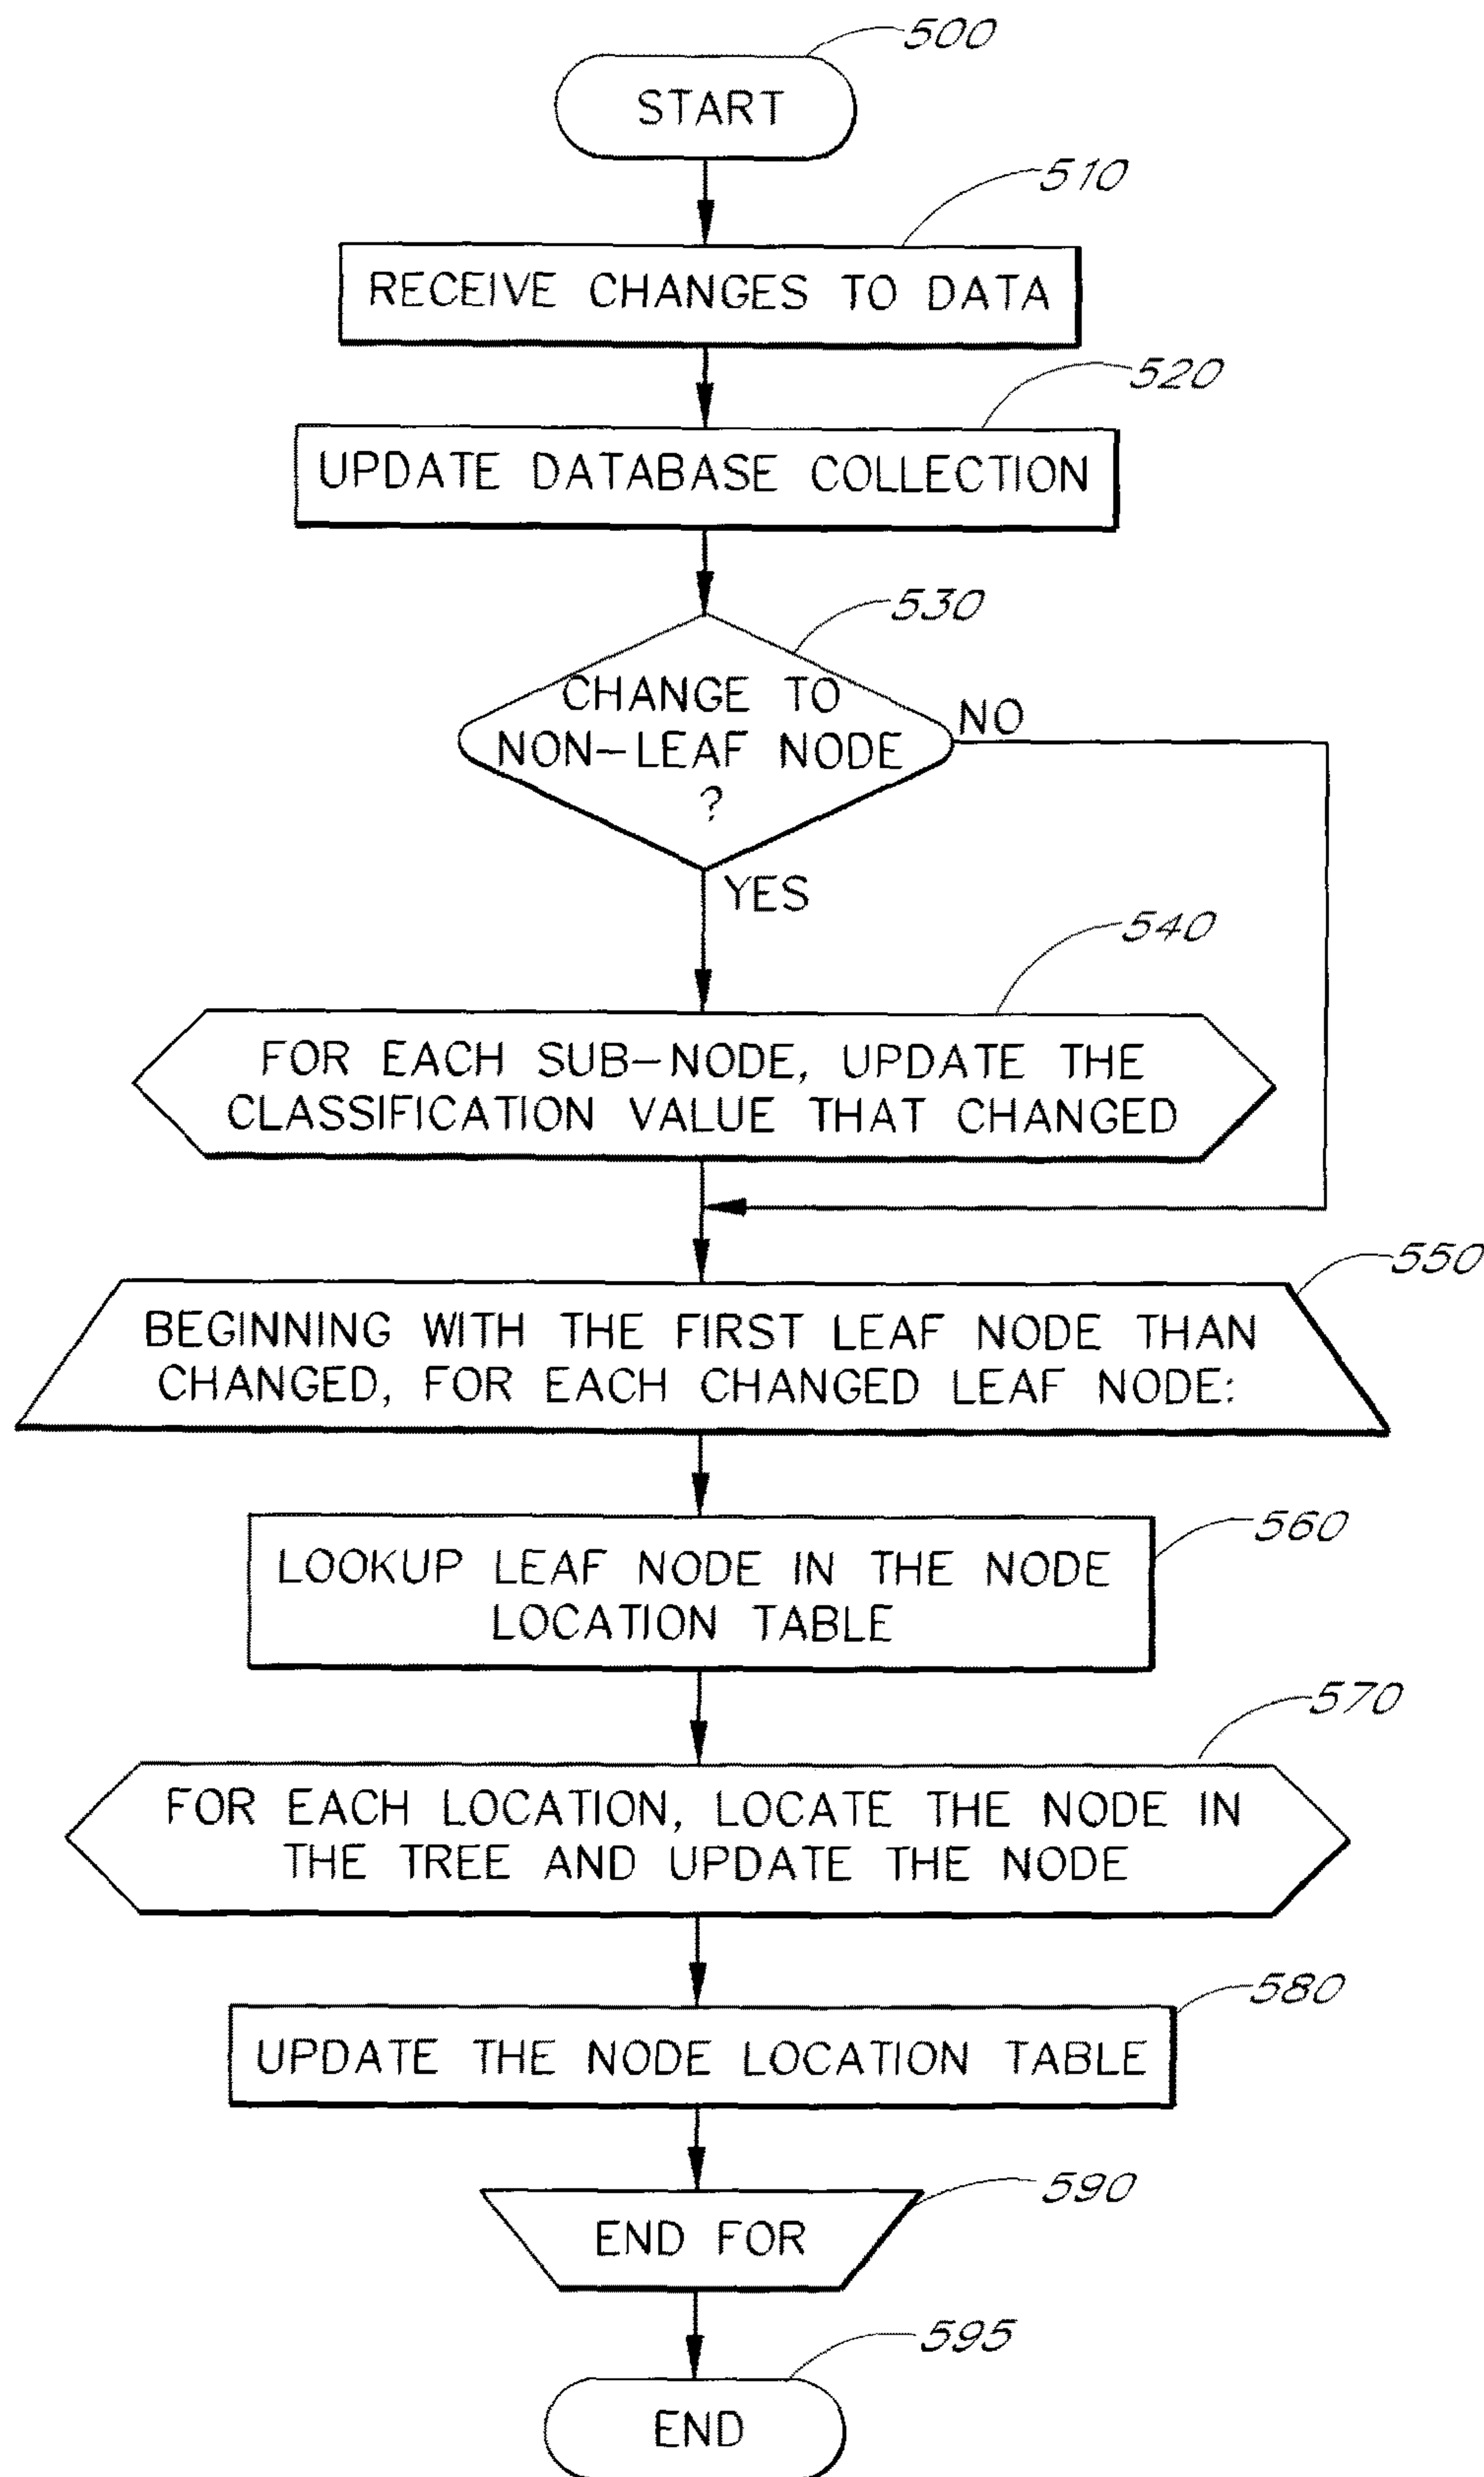 500
START
510
RECEIVE CHANGES TO DATA
520
UPDATE DATABASE COLLECTION
530
CHANGE TO
NON-LEAF NODE
?
NO
YES
540
FOR EACH SUB-NODE, UPDATE THE
CLASSIFICATION VALUE THAT CHANGED
550
BEGINNING WITH THE FIRST LEAF NODE THAN
CHANGED, FOR EACH CHANGED LEAF NODE:
560
LOOKUP LEAF NODE IN THE NODE
LOCATION TABLE
570
FOR EACH LOCATION, LOCATE THE NODE IN
THE TREE AND UPDATE THE NODE
580
UPDATE THE NODE LOCATION TABLE
590
END FOR
595
END